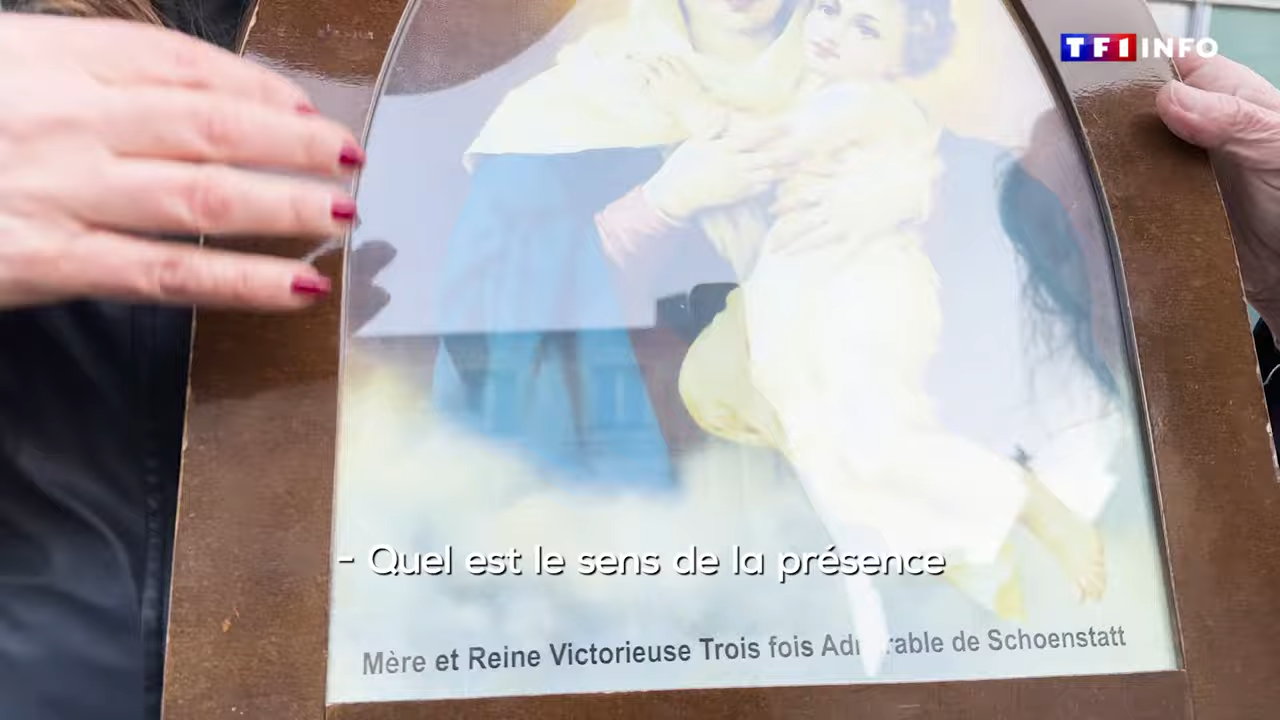 TF1 INFO
- Quel est le sens de la présence
Mère et Reine Victorieuse Trois fois Admirable de Schoenstatt